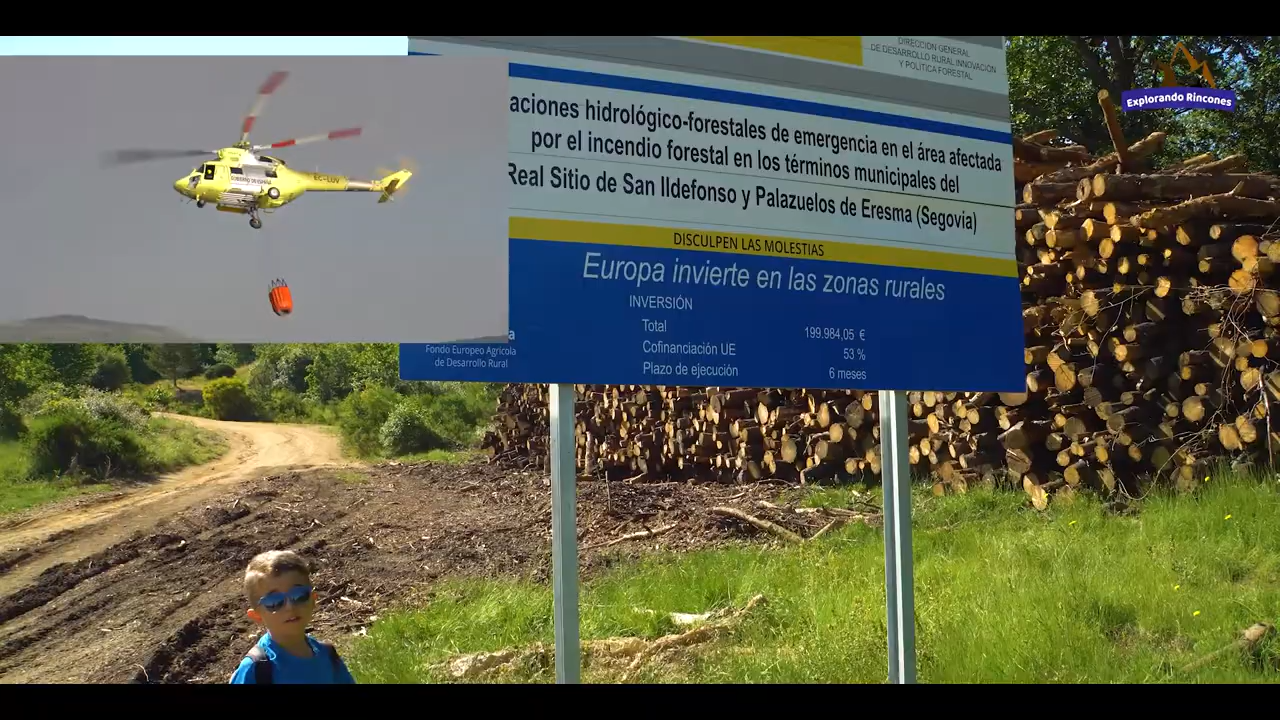 DIRECCIÓN GENERAL
DE DESARROLLO RURAL INNOVACIÓN
Y POLÍTICA FORESTAL
Explorando Rincones
aciones hidrológico-forestales de emergencia en el área afectada
por el incendio forestal en los términos municipales del
Real Sitio de San Ildefonso y Palazuelos de Eresma (Segovia)
DISCULPEN LAS MOLESTIAS
Europa invierte en las zonas rurales
INVERSIÓN
Total 199.984,05 €
Cofinanciación UE 53 %
Plazo de ejecución 6 meses
a
Fondo Europeo Agrícola
de Desarrollo Rural
GOBIERNO DE ESPAÑA